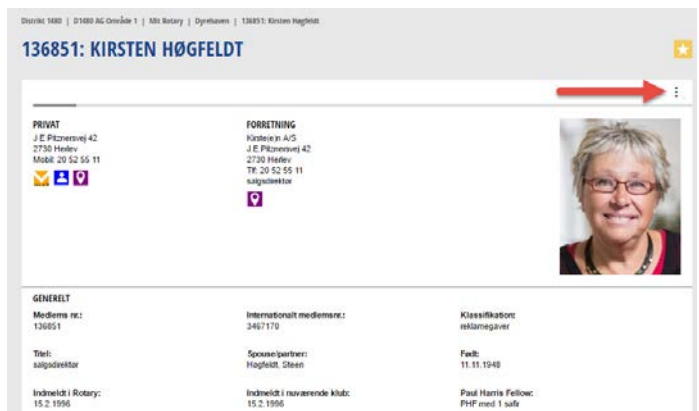 Distrikt 1480 | D1480 AG Område 1 | Mit Rotary | Dyrehaven | 136851: Kirsten Høgfeldt
136851: KIRSTEN HØGFELDT
PRIVAT
J E Pitznersvej 42
2730 Herlev
Mobil: 20 52 55 11
FORRETNING
Kirste(e)n A/S
J E Pitznersvej 42
2730 Herlev
Tlf: 20 52 55 11
salgsdirektør
GENERELT
Medlems nr.:
136851
Internationalt medlemsnr.:
3467170
Klassifikation:
reklamegaver
Titel:
salgsdirektør
Spouse/partner:
Høgfeldt, Steen
Født:
11.11.1948
Indmeldt i Rotary:
15.2.1996
Indmeldt i nuværende klub:
15.2.1996
Paul Harris Fellow:
PHF med 1 safir